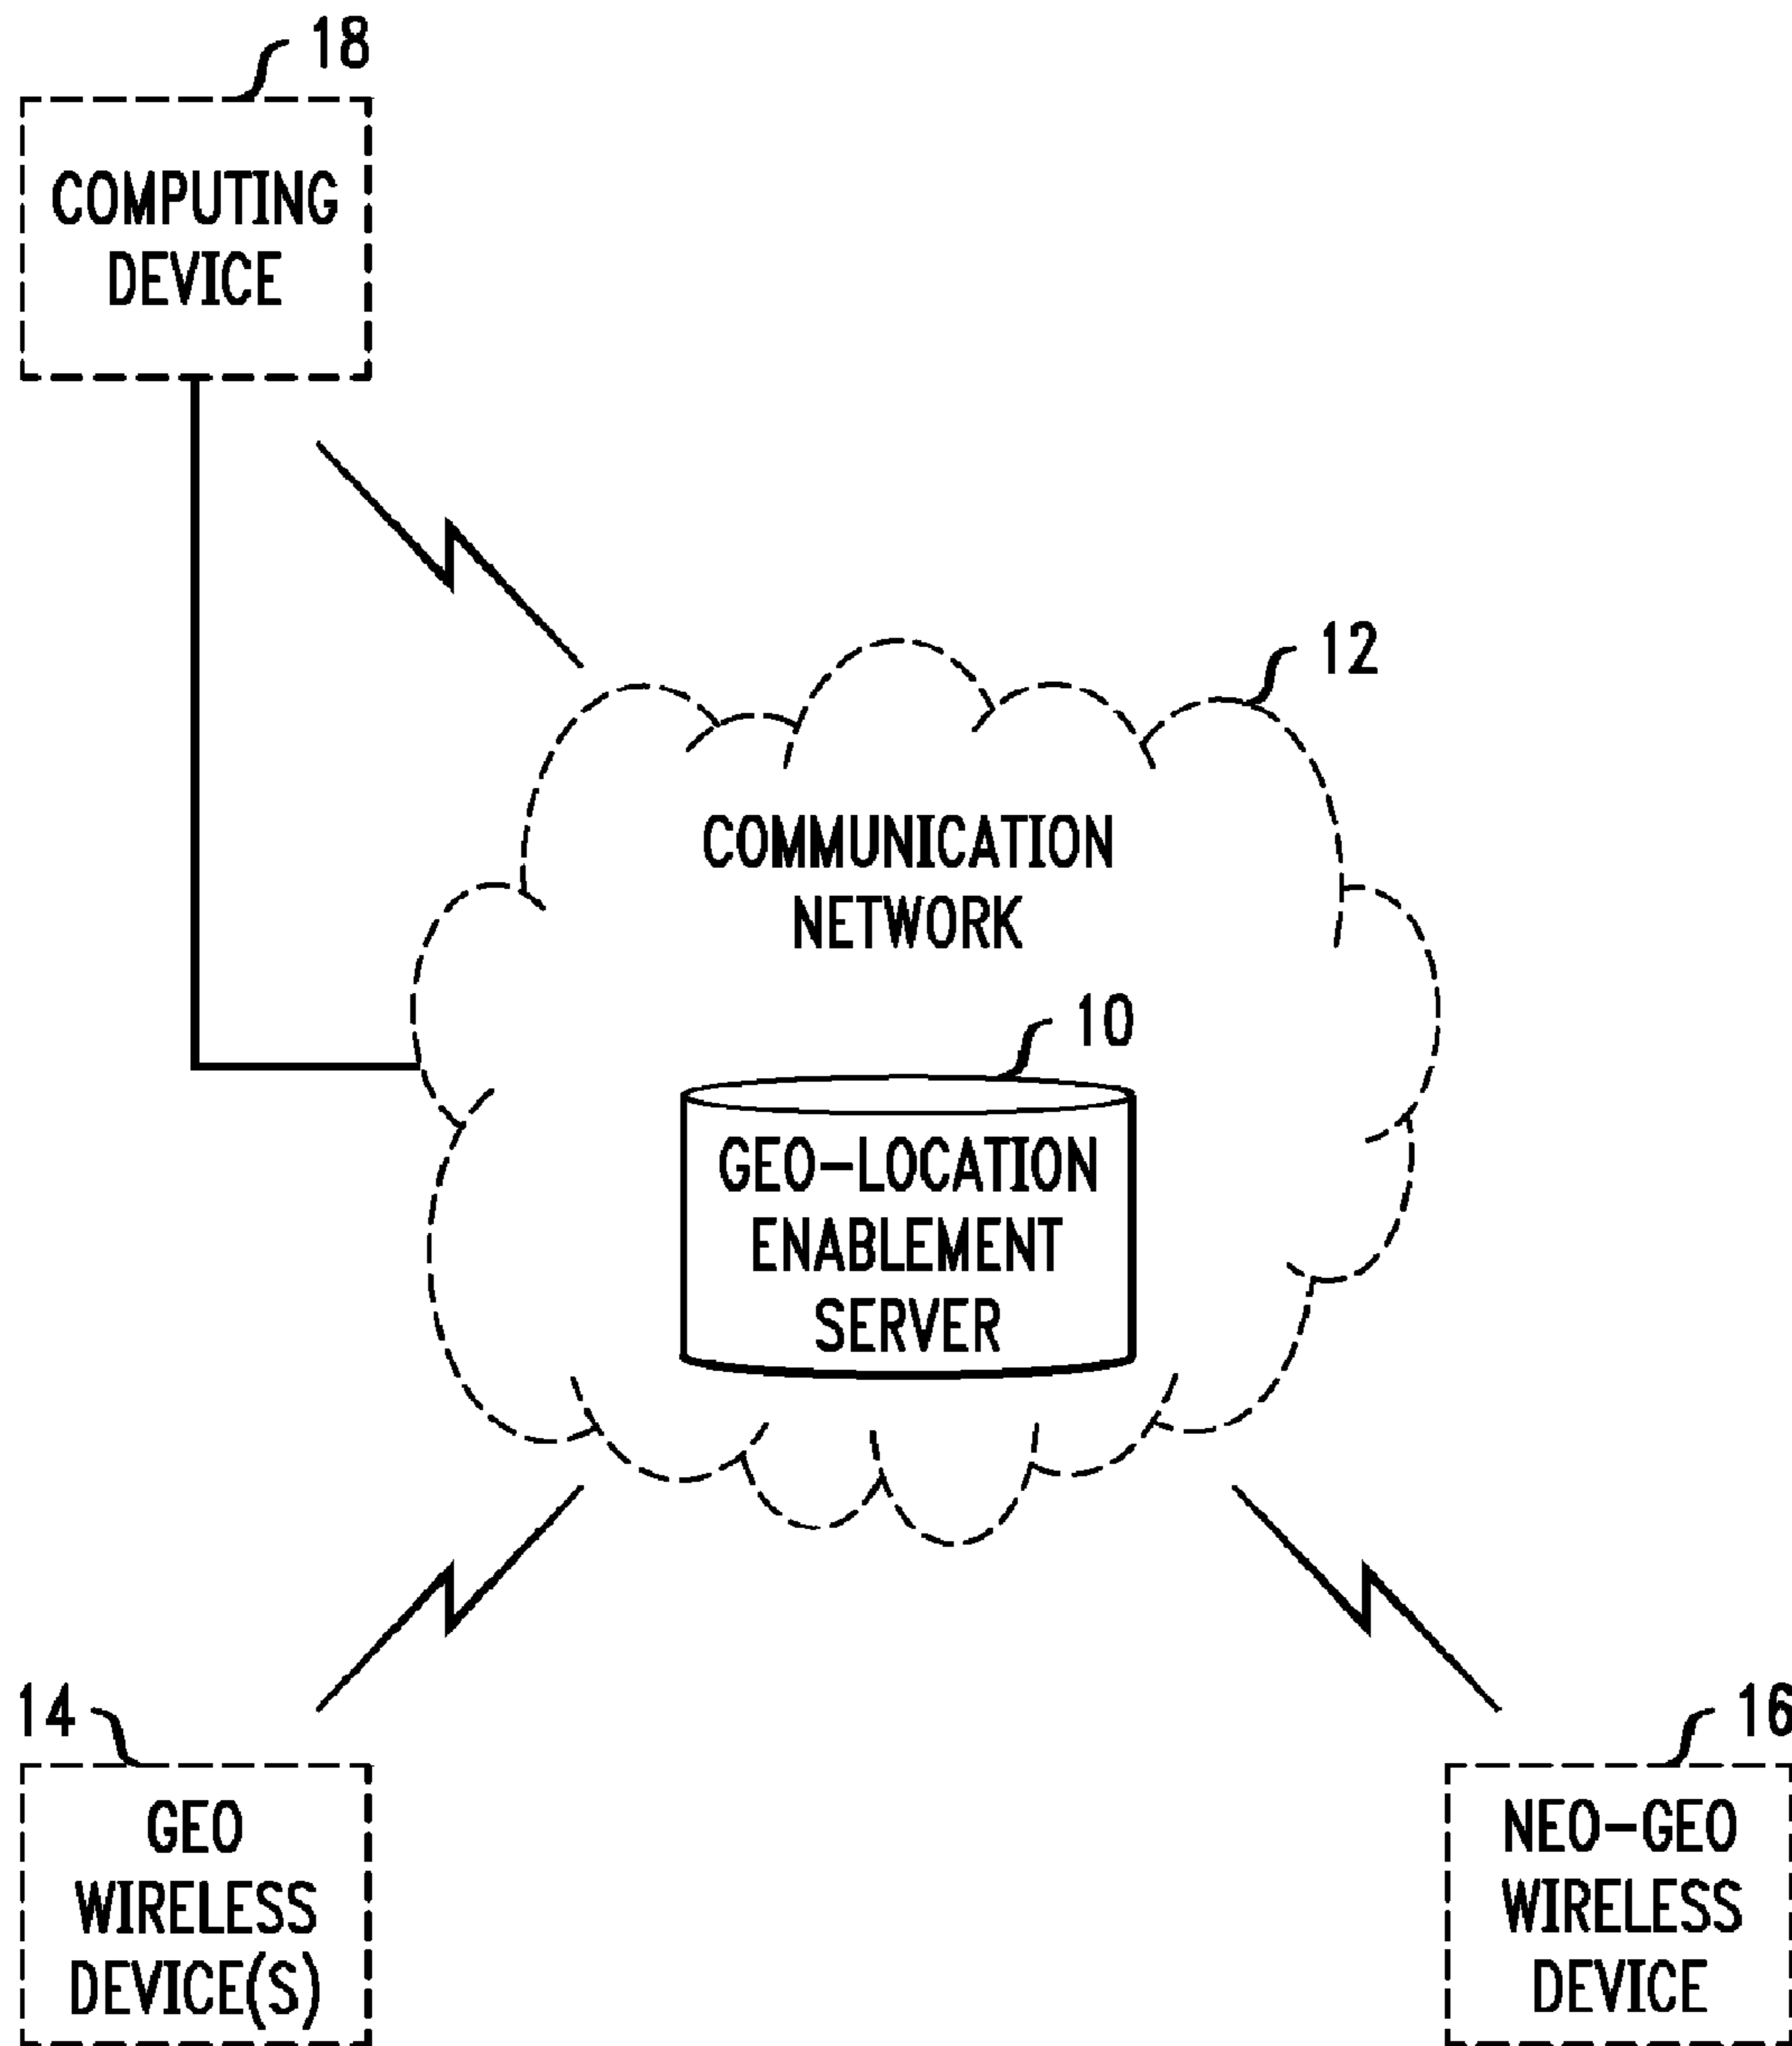 18
COMPUTING
DEVICE
12
COMMUNICATION
NETWORK
10
GEO-LOCATION
ENABLEMENT
SERVER
14
GEO
WIRELESS
DEVICE(S)
16
NEO-GEO
WIRELESS
DEVICE